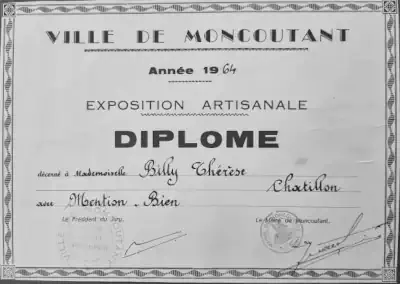 VILLE DE MONCOUTANT
Année 1964
EXPOSITION ARTISANALE
DIPLOME
décerné à Mademoiselle Billy Thérèse
Chatillon
avec Mention Bien
Le Président du Jury, Le Maire de Moncoutant,